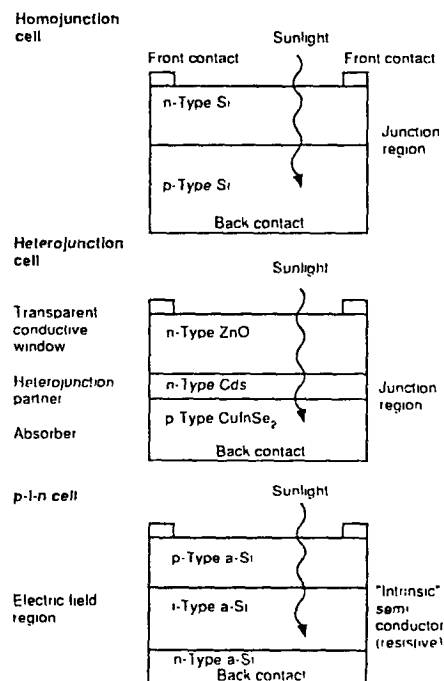 Homojunction
cell
Sunlight
Front contact
Front contact
n-Type Si
Junction
region
p-Type Si
Back contact
Heterojunction
cell
Sunlight
Transparent
conductive
window
n-Type ZnO
Heterojunction
partner
n-Type Cds
Junction
region
Absorber
p Type CuInSe₂
Back contact
p-i-n cell
Sunlight
p-Type a-Si
Electric field
region
i-Type a-Si
"Intrinsic"
semi
conductor
(resistive)
n-Type a-Si
Back contact